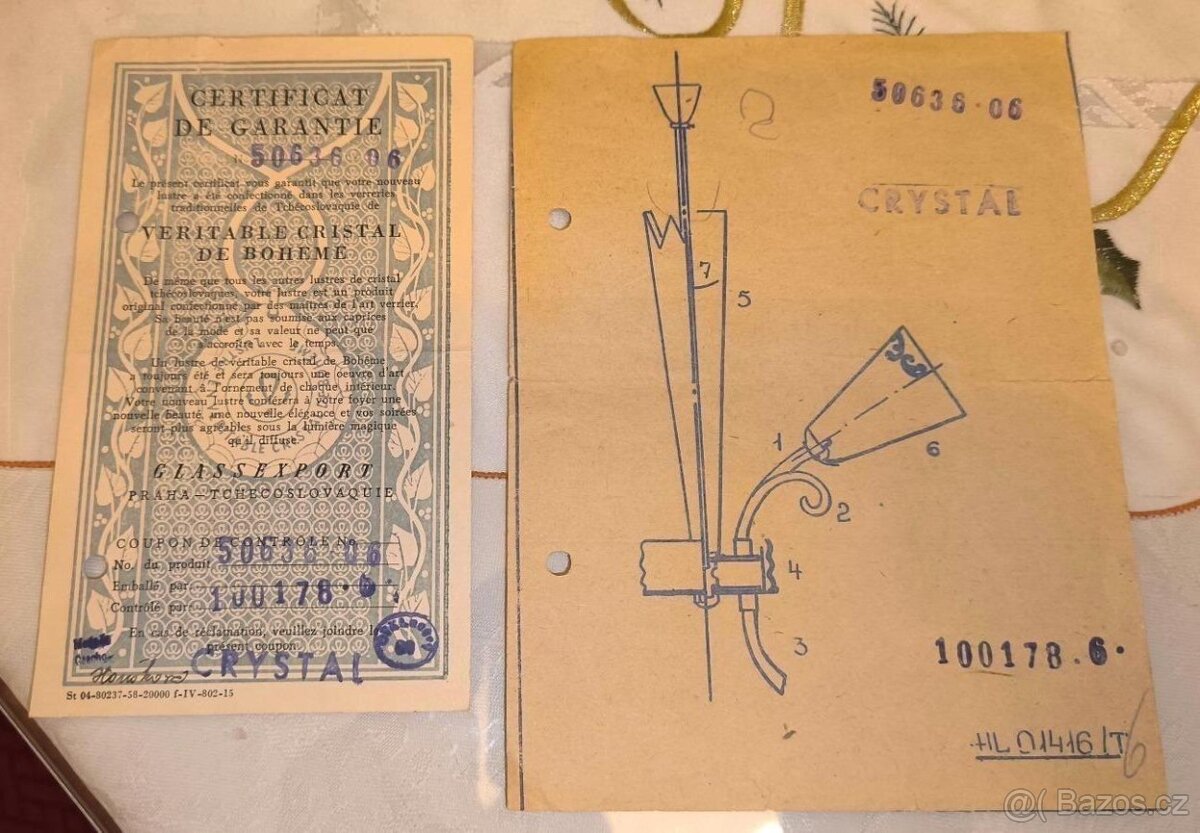 CERTIFICAT
DE GARANTIE
N 50636 06
Le présent certificat vous garantit que votre nouveau
lustre a été confectionné dans les verreries
traditionnelles de Tchécoslovaquie de
VERITABLE CRISTAL
DE BOHEME
De même que tous les autres lustres de cristal
tchécoslovaques, votre lustre est un produit
original confectionné par des maîtres de l'art verrier.
Sa beauté n'est pas soumise aux caprices
de la mode et sa valeur ne peut que
s'accroître avec le temps.
Un lustre de véritable cristal de Bohême
a toujours été et sera toujours une oeuvre d'art
convenant à l'ornement de chaque intérieur.
Votre nouveau lustre conférera à votre foyer une
nouvelle beauté, une nouvelle élégance et vos soirées
seront plus agréables sous la lumière magique
qu'il diffuse.
GLASSEXPORT
PRAHA—TCHECOSLOVAQUIE
COUPON DE CONTRÔLE No.
50636 06
No. du produit
Emballé par
100178 · 6 ·
Contrôlé par
En cas de réclamation, veuillez joindre le
présent coupon.
CRYSTAL
St 04-80237-58-20000 f-IV-802-15
2
50636·06
CRYSTAL
7
5
1
6
2
4
3
100178·6·
HL 01416/T
6
@( Bazos.cz